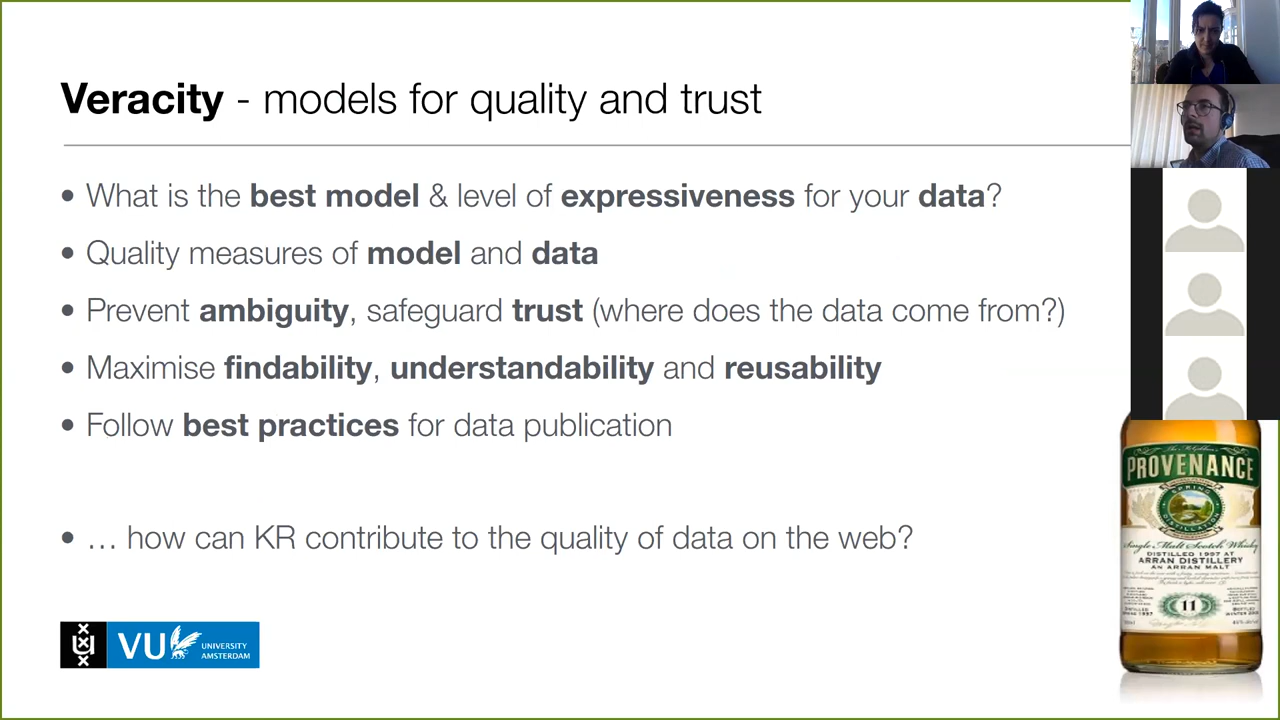 Veracity - models for quality and trust
• What is the best model & level of expressiveness for your data?
• Quality measures of model and data
• Prevent ambiguity, safeguard trust (where does the data come from?)
• Maximise findability, understandability and reusability
• Follow best practices for data publication
• … how can KR contribute to the quality of data on the web?
VU UNIVERSITY
AMSTERDAM
PROVENANCE
SPRING
DISTILLATION
Single Malt Scotch Whisky
DISTILLED 1997 AT
ARRAN DISTILLERY
AN ARRAN MALT
11